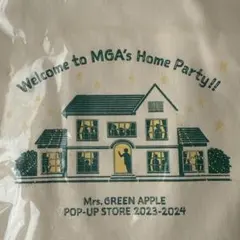 Welcome to MGA's Home Party!!
Mrs. GREEN APPLE
POP-UP STORE 2023-2024